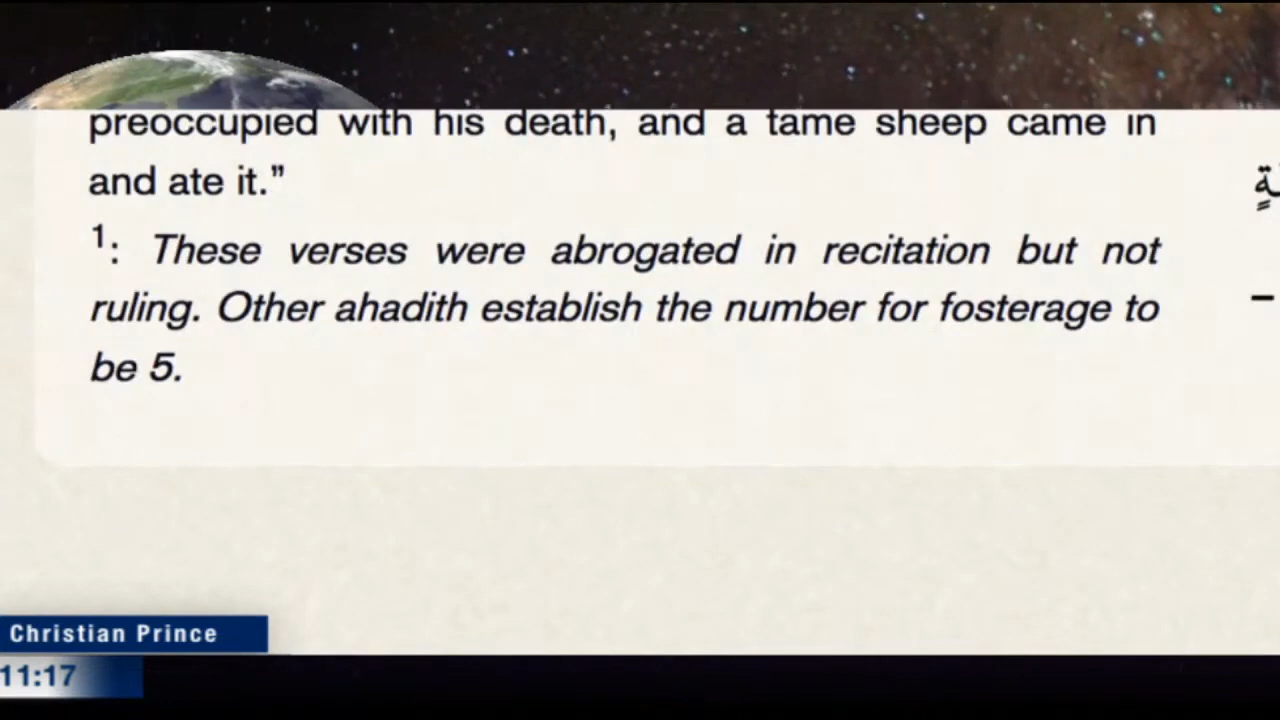 preoccupied with his death, and a tame sheep came in
and ate it.”
1: These verses were abrogated in recitation but not
ruling. Other ahadith establish the number for fosterage to
be 5.
Christian Prince
11:17